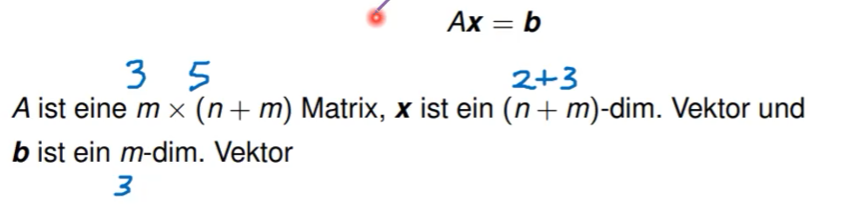 Ax = b
3 5 2+3
A ist eine m × (n + m) Matrix, x ist ein (n + m)-dim. Vektor und
b ist ein m-dim. Vektor
3